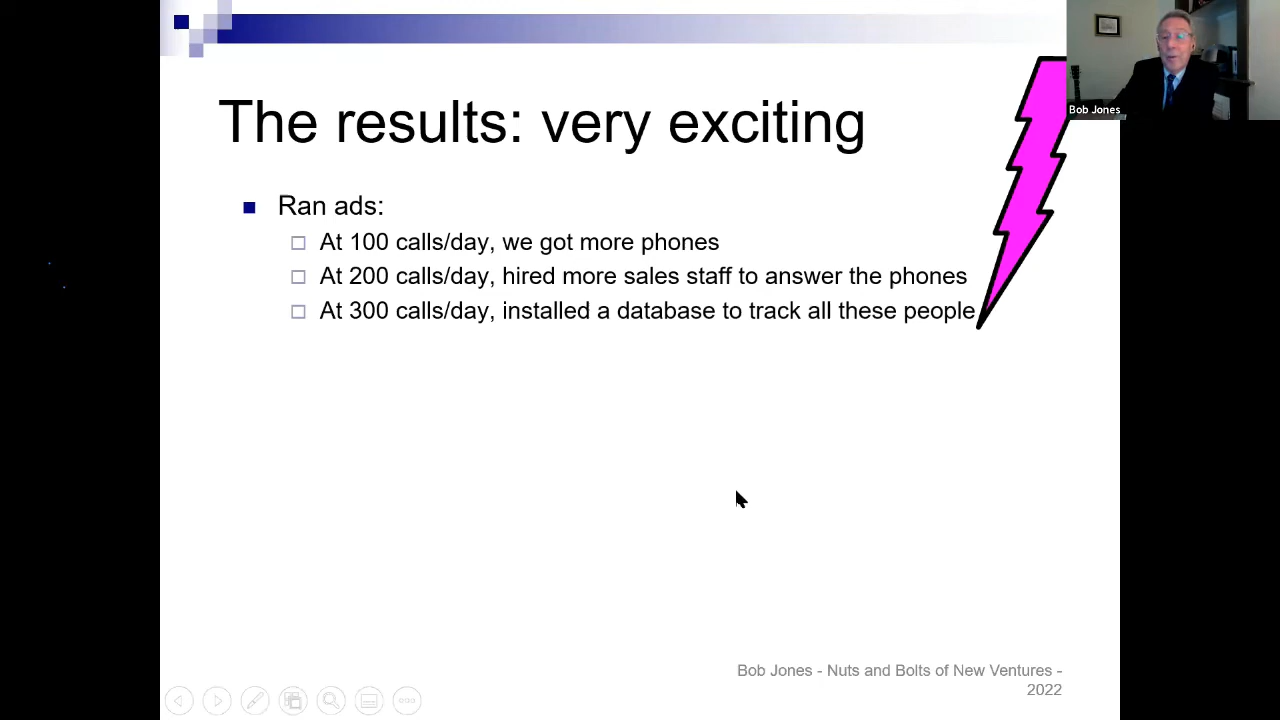 Bob Jones
The results: very exciting
Ran ads:
At 100 calls/day, we got more phones
At 200 calls/day, hired more sales staff to answer the phones
At 300 calls/day, installed a database to track all these people
Bob Jones - Nuts and Bolts of New Ventures -
2022